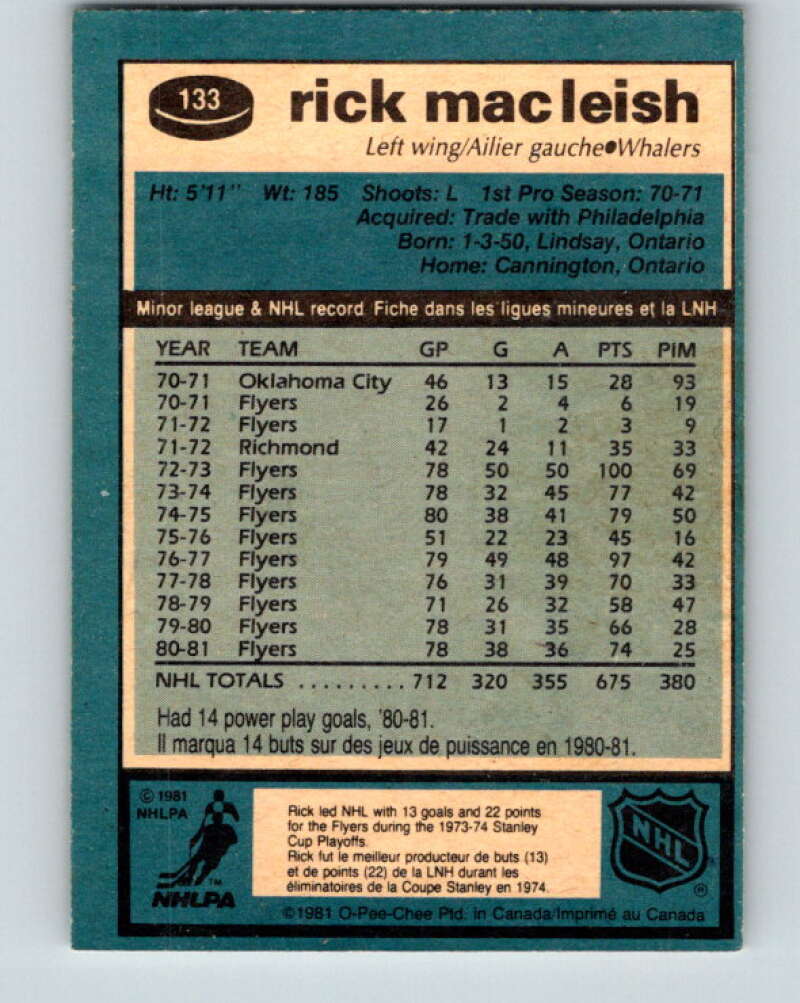 133
rick macleish
Left wing/Ailier gauche●Whalers
Ht: 5'11" Wt: 185 Shoots: L 1st Pro Season: 70-71
Acquired: Trade with Philadelphia
Born: 1-3-50, Lindsay, Ontario
Home: Cannington, Ontario
Minor league & NHL record Fiche dans les ligues mineures et la LNH
YEAR TEAM GP G A PTS PIM
70-71 Oklahoma City 46 13 15 28 93
70-71 Flyers 26 2 4 6 19
71-72 Flyers 17 1 2 3 9
71-72 Richmond 42 24 11 35 33
72-73 Flyers 78 50 50 100 69
73-74 Flyers 78 32 45 77 42
74-75 Flyers 80 38 41 79 50
75-76 Flyers 51 22 23 45 16
76-77 Flyers 79 49 48 97 42
77-78 Flyers 76 31 39 70 33
78-79 Flyers 71 26 32 58 47
79-80 Flyers 78 31 35 66 28
80-81 Flyers 78 38 36 74 25
NHL TOTALS ......... 712 320 355 675 380
Had 14 power play goals, '80-81.
Il marqua 14 buts sur des jeux de puissance en 1980-81.
© 1981
NHLPA
TM
NHLPA
Rick led NHL with 13 goals and 22 points
for the Flyers during the 1973-74 Stanley
Cup Playoffs.
Rick fut le meilleur producteur de buts (13)
et de points (22) de la LNH durant les
éliminatoires de la Coupe Stanley en 1974.
NHL
®
©1981 O-Pee-Chee Ptd. in Canada/Imprimé au Canada